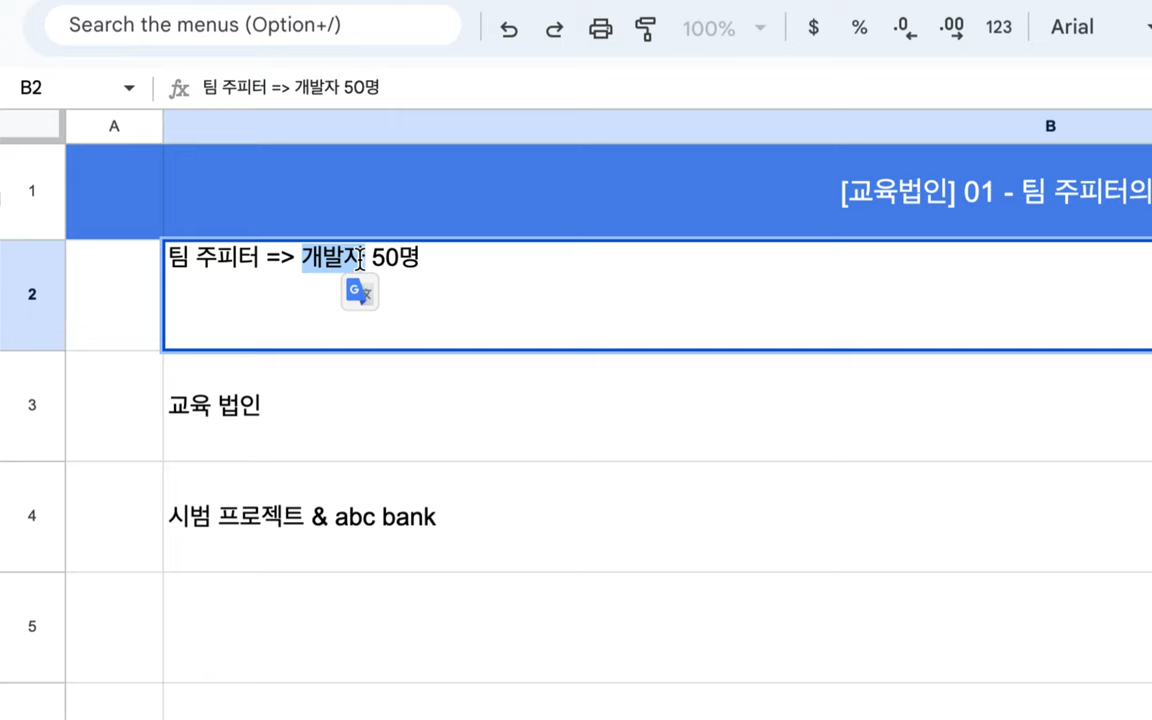 Search the menus (Option+/)
100%
$ % .0 .00 123
Arial
B2
fx 팀 주피터 => 개발자 50명
A
B
1
[교육법인] 01 - 팀 주피터의
2
팀 주피터 => 개발자 50명
3
교육 법인
4
시범 프로젝트 & abc bank
5